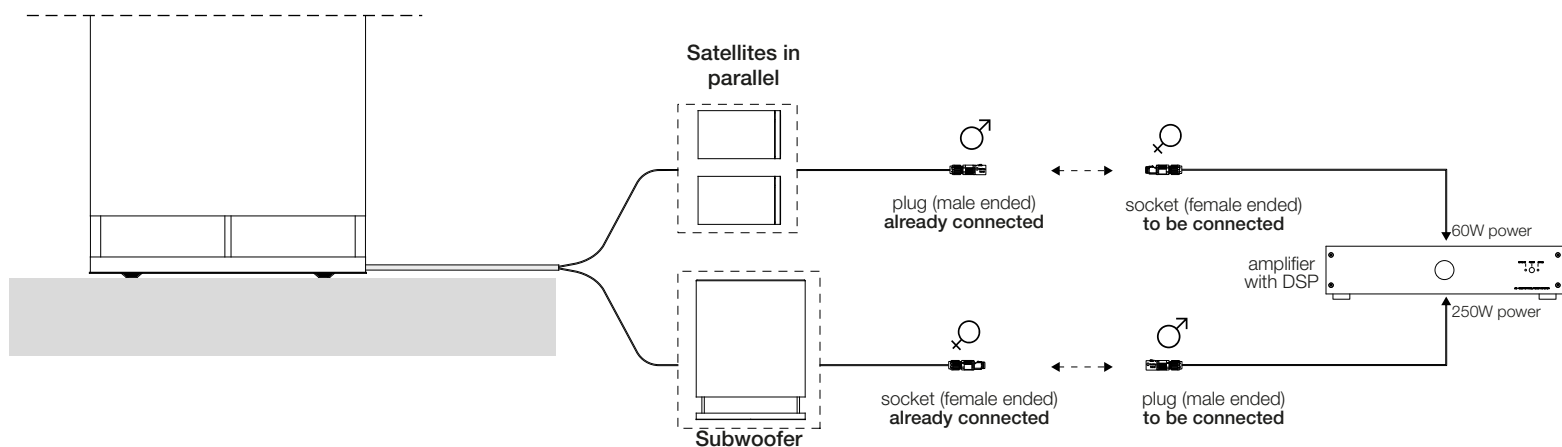 Satellites in
parallel
plug (male ended)
already connected
socket (female ended)
to be connected
60W power
amplifier
with DSP
250W power
socket (female ended)
already connected
plug (male ended)
to be connected
Subwoofer